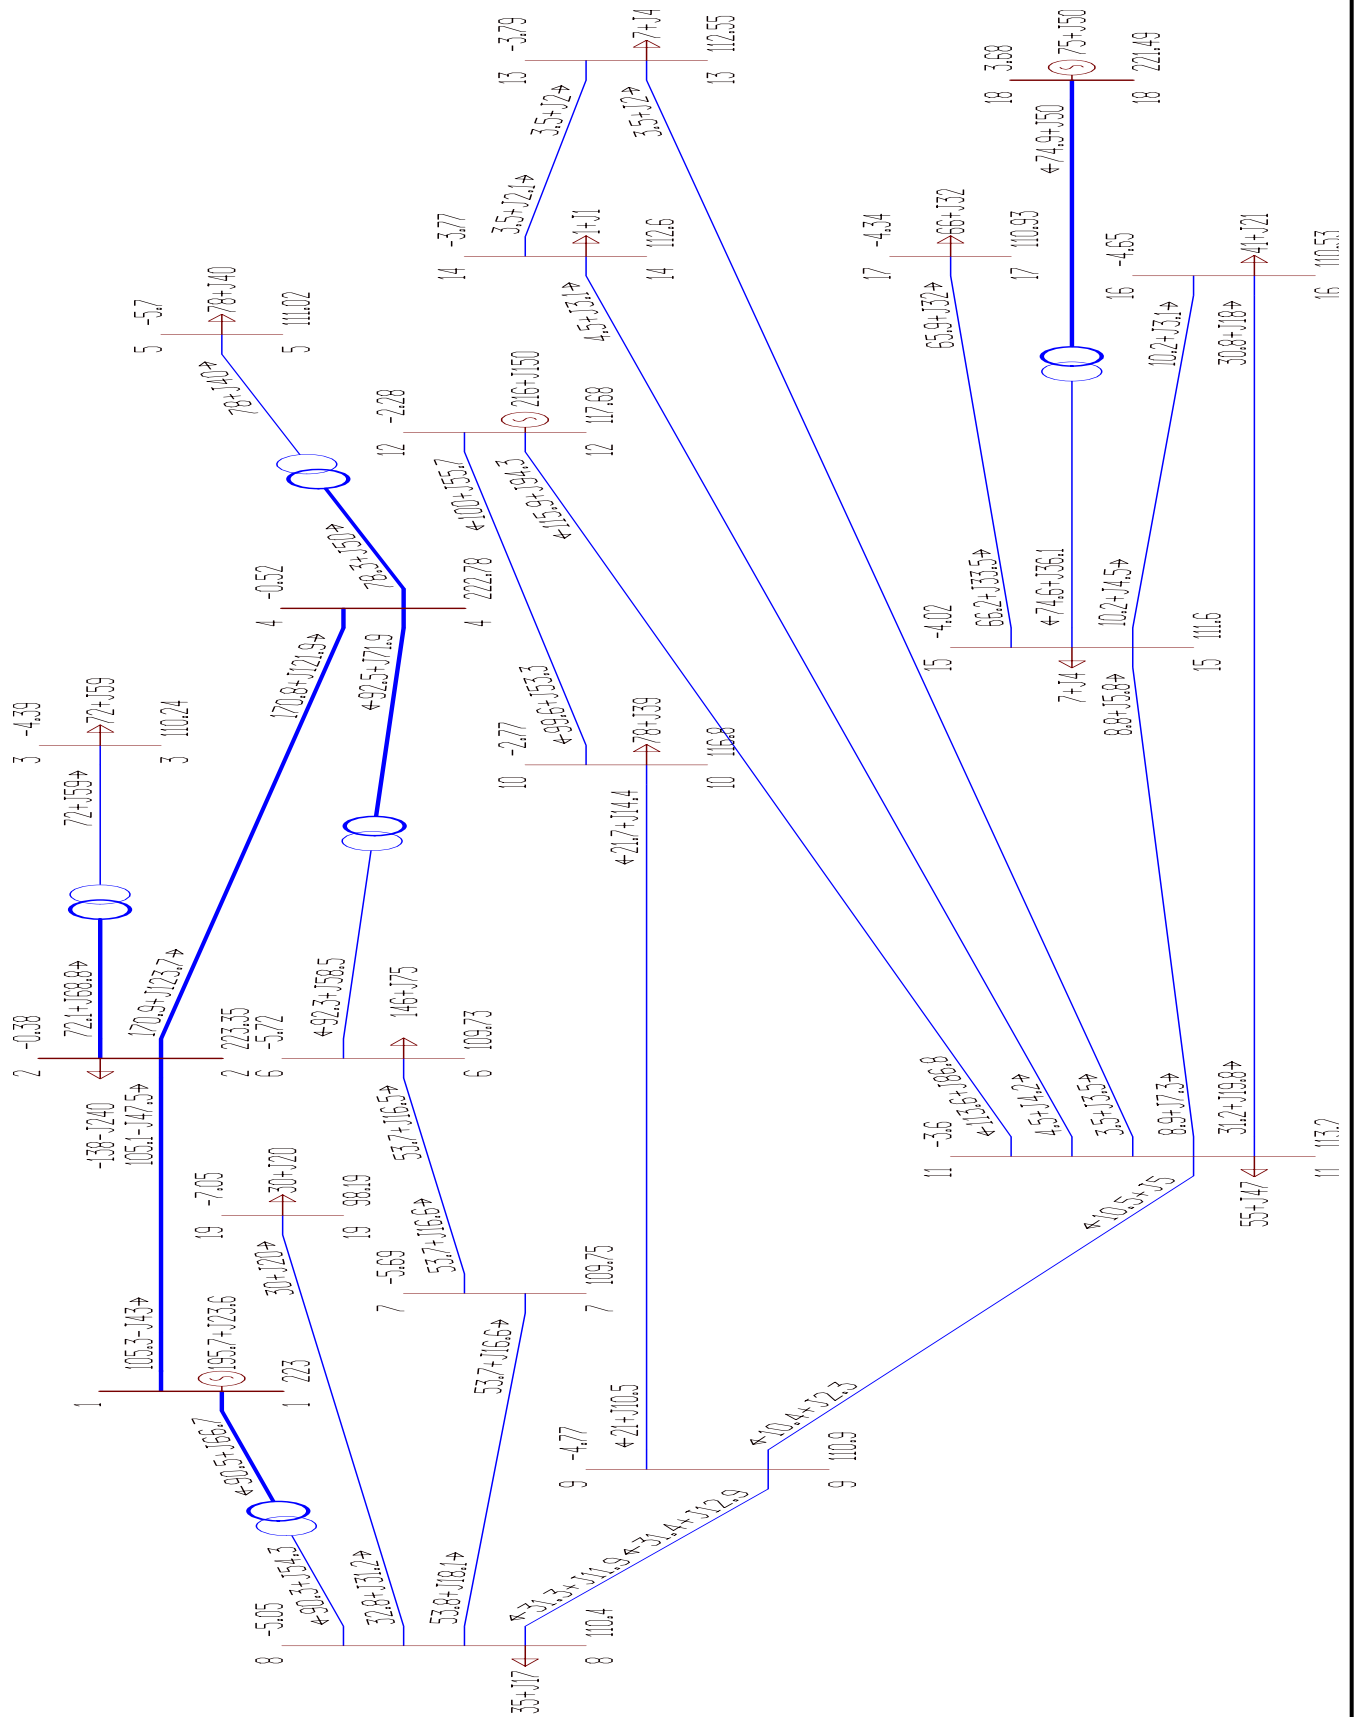 2
-0.38
3
-4.39
72.1+J68.8→
72+J59→
72+J59
1
-138-J240
105.3-J43→
105.1-J47.5→
170.9+J123.7→
3
110.24
5
-5.7
19
-7.05
195.7+J23.6
←90.5+J66.7
78+J40→
78+J40
2
223.35
8
-5.05
6
-5.72
4
-0.52
30+J20→
30+J20
1
223
170.8+J121.9→
5
111.02
←90.3+J54.3
←92.3+J58.5
19
98.19
←92.5+J71.9
78.3+J50→
32.8+J31.2→
7
-5.69
53.7+J16.5→
146+J75
12
-2.28
53.8+J18.1→
53.7+J16.6→
6
109.73
4
222.78
←100+J55.7
14
-3.77
53.7+J16.6→
10
-2.77
←115.9+J94.3
216+J150
3.5+J2.1→
13
-3.79
35+J17
←31.3+J11.9
←99.6+J53.3
3.5+J2→
9
-4.77
4.5+J3.1→
1+J1
8
110.4
7
109.75
12
117.68
←31.4+J12.9
←21+J10.5
←21.7+J14.4
78+J39
3.5+J2→
7+J4
14
112.6
10
116.8
13
112.55
←10.4+J2.3
9
110.9
17
-4.34
11
-3.6
15
-4.02
65.9+J32→
66+J32
←113.6+J86.8
66.2+J33.5→
18
3.68
17
110.93
4.5+J4.2→
←74.6+J36.1
←74.9+J50
75+J50
7+J4
3.5+J3.5→
←10.5+J5
8.8+J5.8→
10.2+J4.5→
16
-4.65
18
221.49
8.9+J7.3→
10.2+J3.1→
15
111.6
31.2+J19.8→
30.8+J18→
55+J47
41+J21
11
113.2
16
110.53